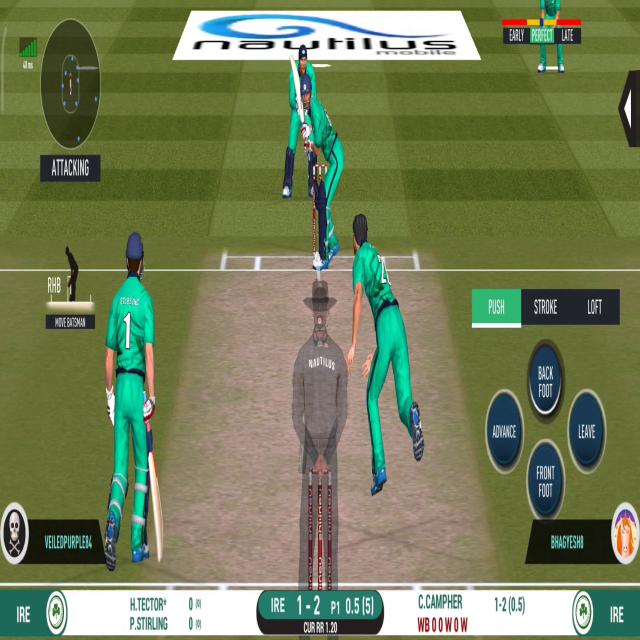 nautilus
mobile
EARLY PERFECT LATE
48 ms
ATTACKING
RHB
MOVE BATSMAN
1
NAUTILUS
PUSH STROKE LOFT
BACK
FOOT
ADVANCE
LEAVE
FRONT
FOOT
VEILEDPURPLE84
BHAGYESH8
IRE
H.TECTOR* 0 (0)
P.STIRLING 0 (0)
IRE 1-2 P1 0.5 (5)
CUR RR 1.20
C.CAMPHER 1-2 (0.5)
WB 0 0 W 0 W
IRE